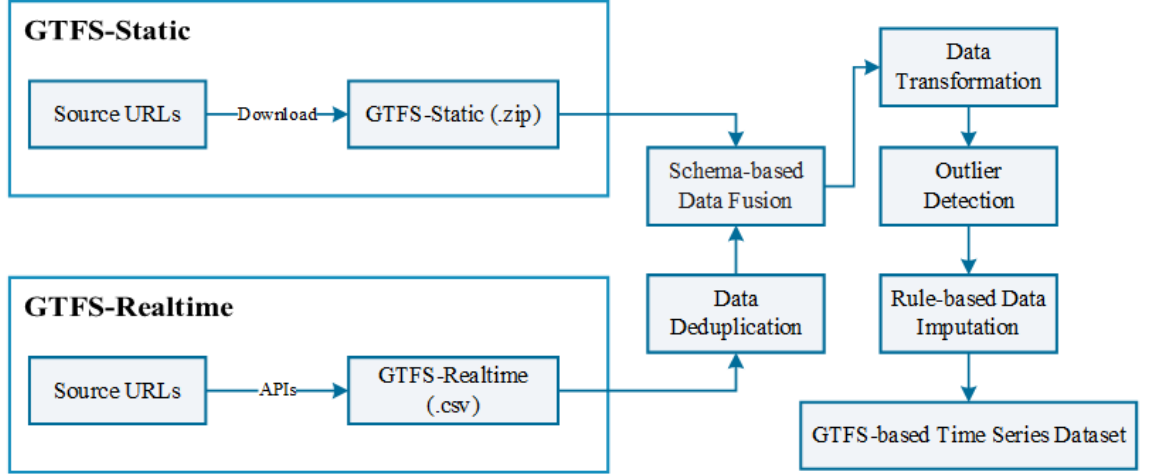 GTFS-Static
Source URLs
Download
GTFS-Static (.zip)
GTFS-Realtime
Source URLs
APIs
GTFS-Realtime
(.csv)
Data
Deduplication
Schema-based
Data Fusion
Data
Transformation
Outlier
Detection
Rule-based Data
Imputation
GTFS-based Time Series Dataset